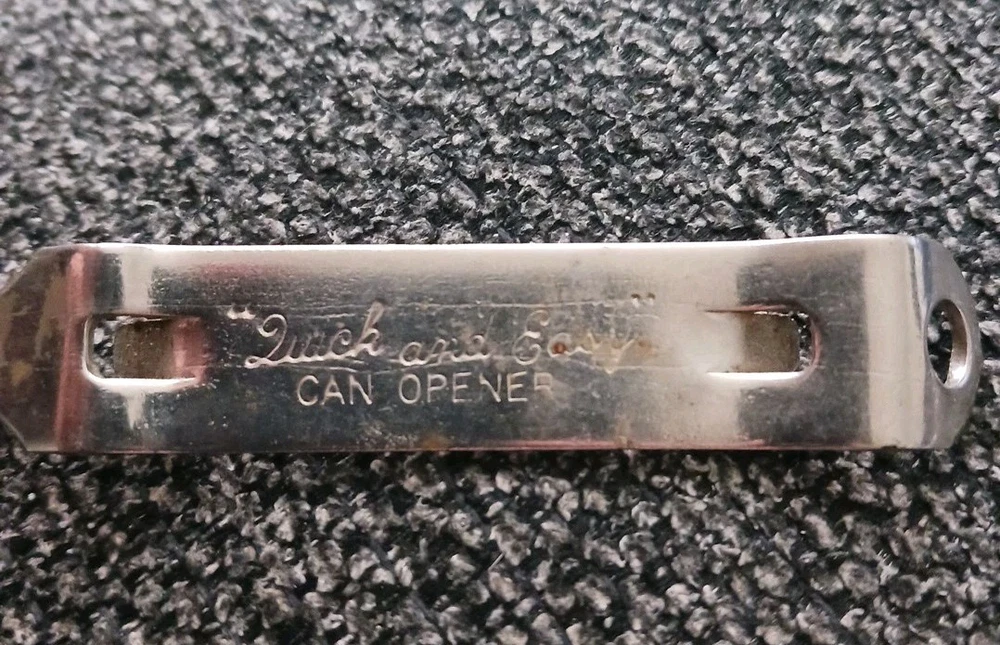 "Quick and Easy"
CAN OPENER